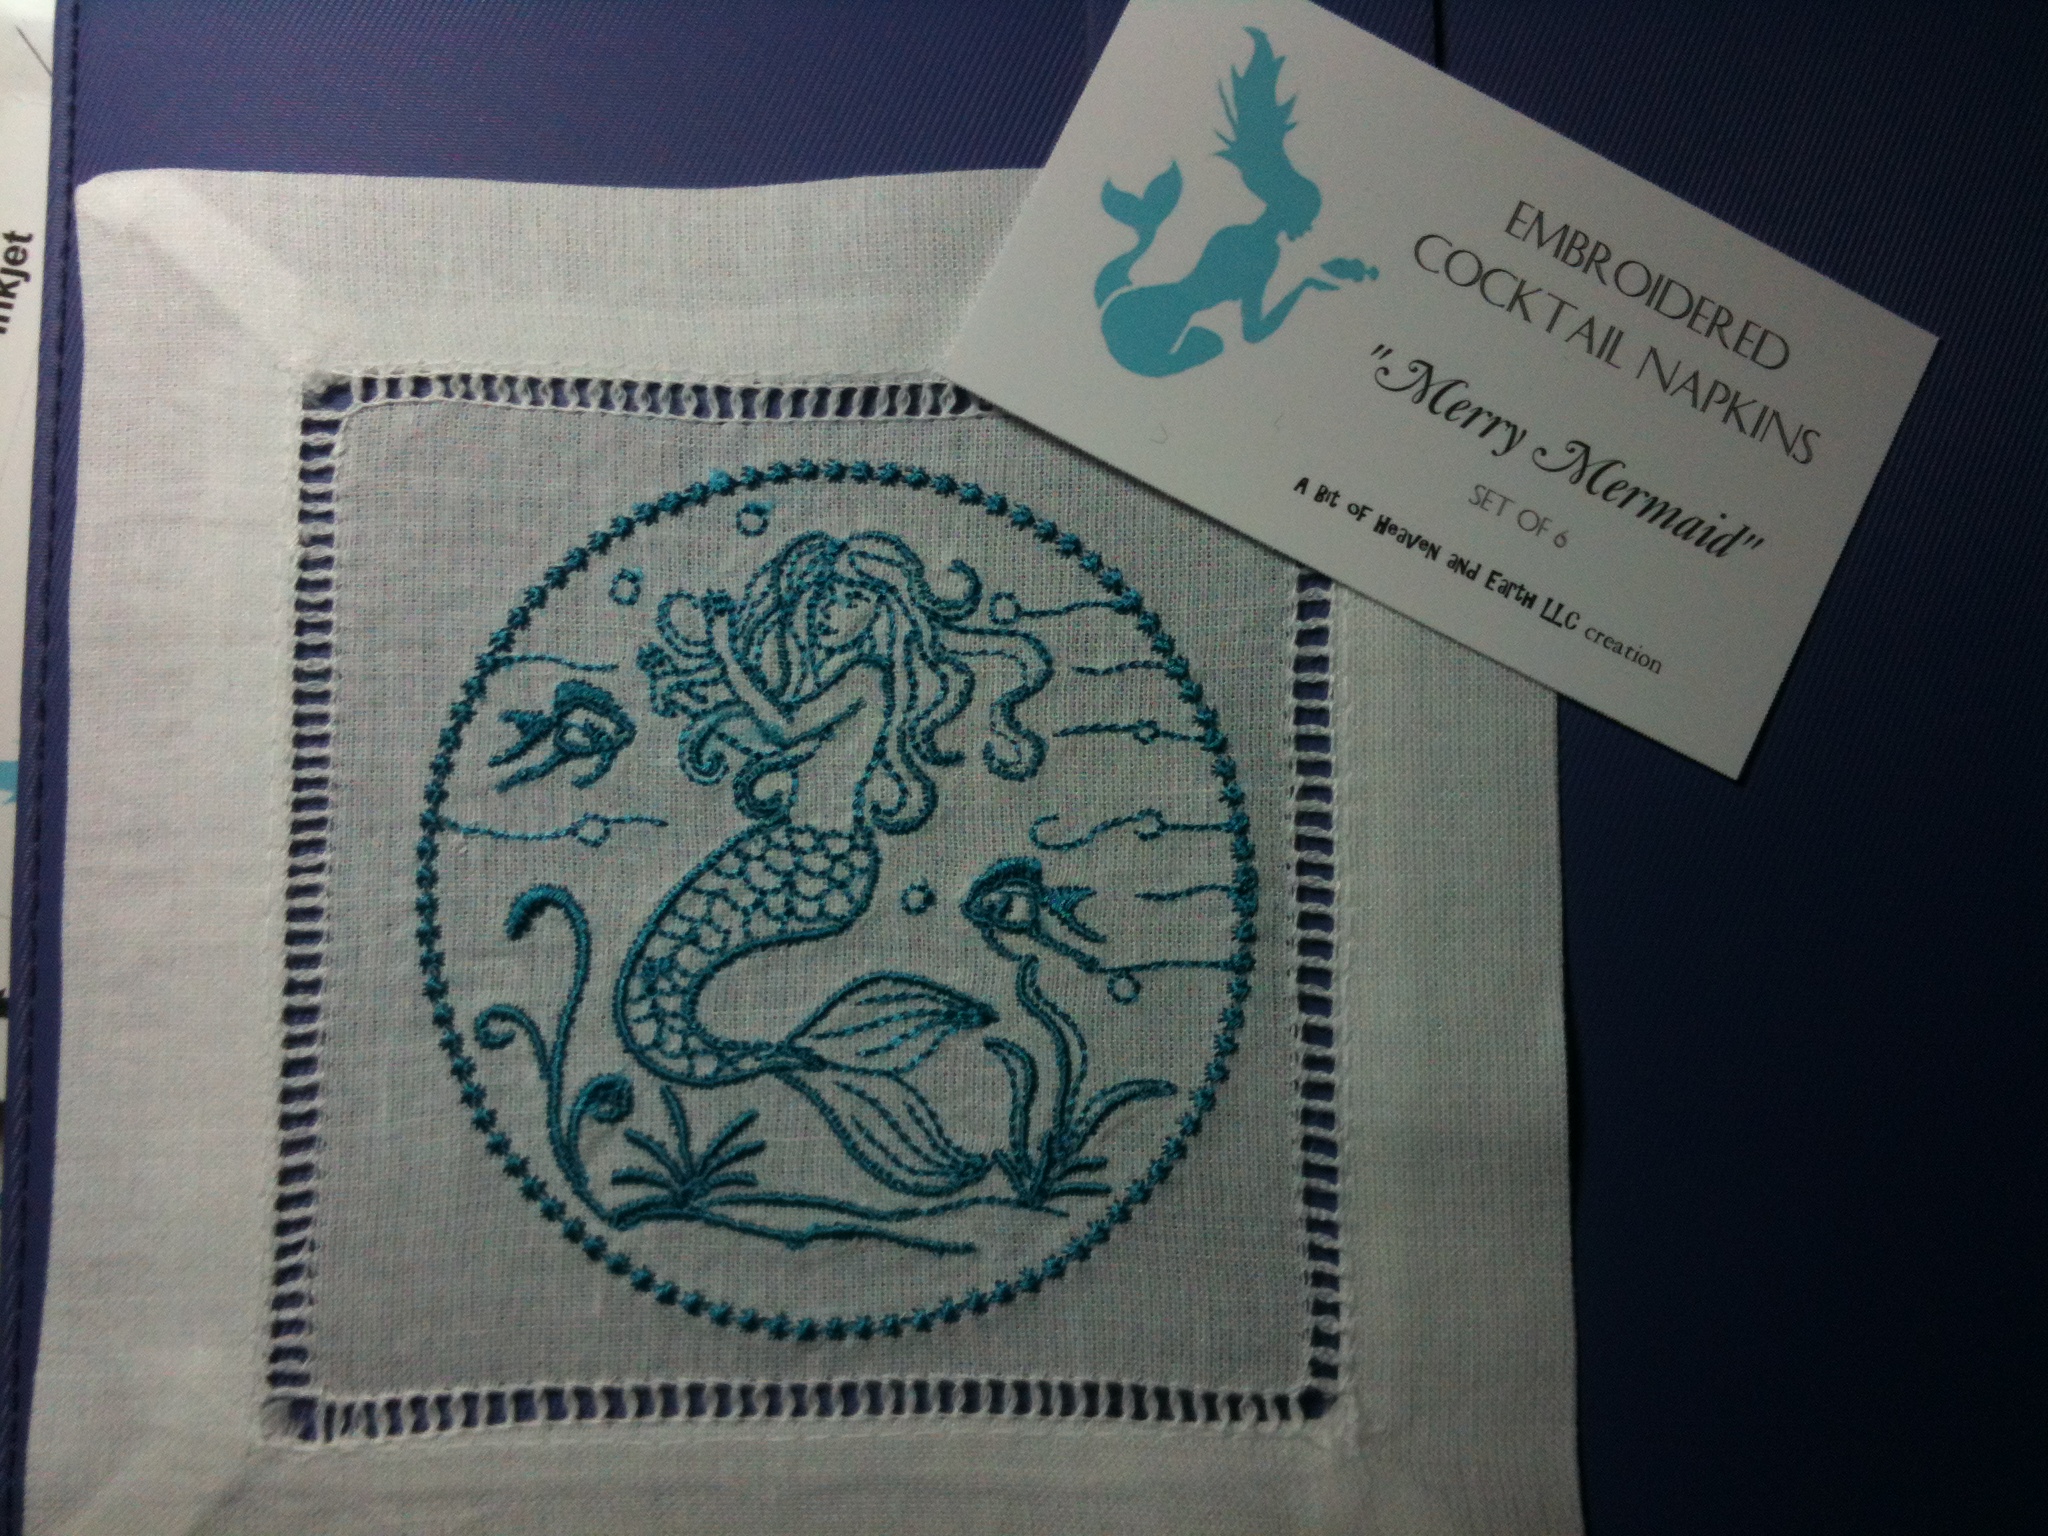 inkjet
EMBROIDERED
COCKTAIL NAPKINS
"Merry Mermaid"
SET OF 6
A Bit of Heaven and Earth LLC creation